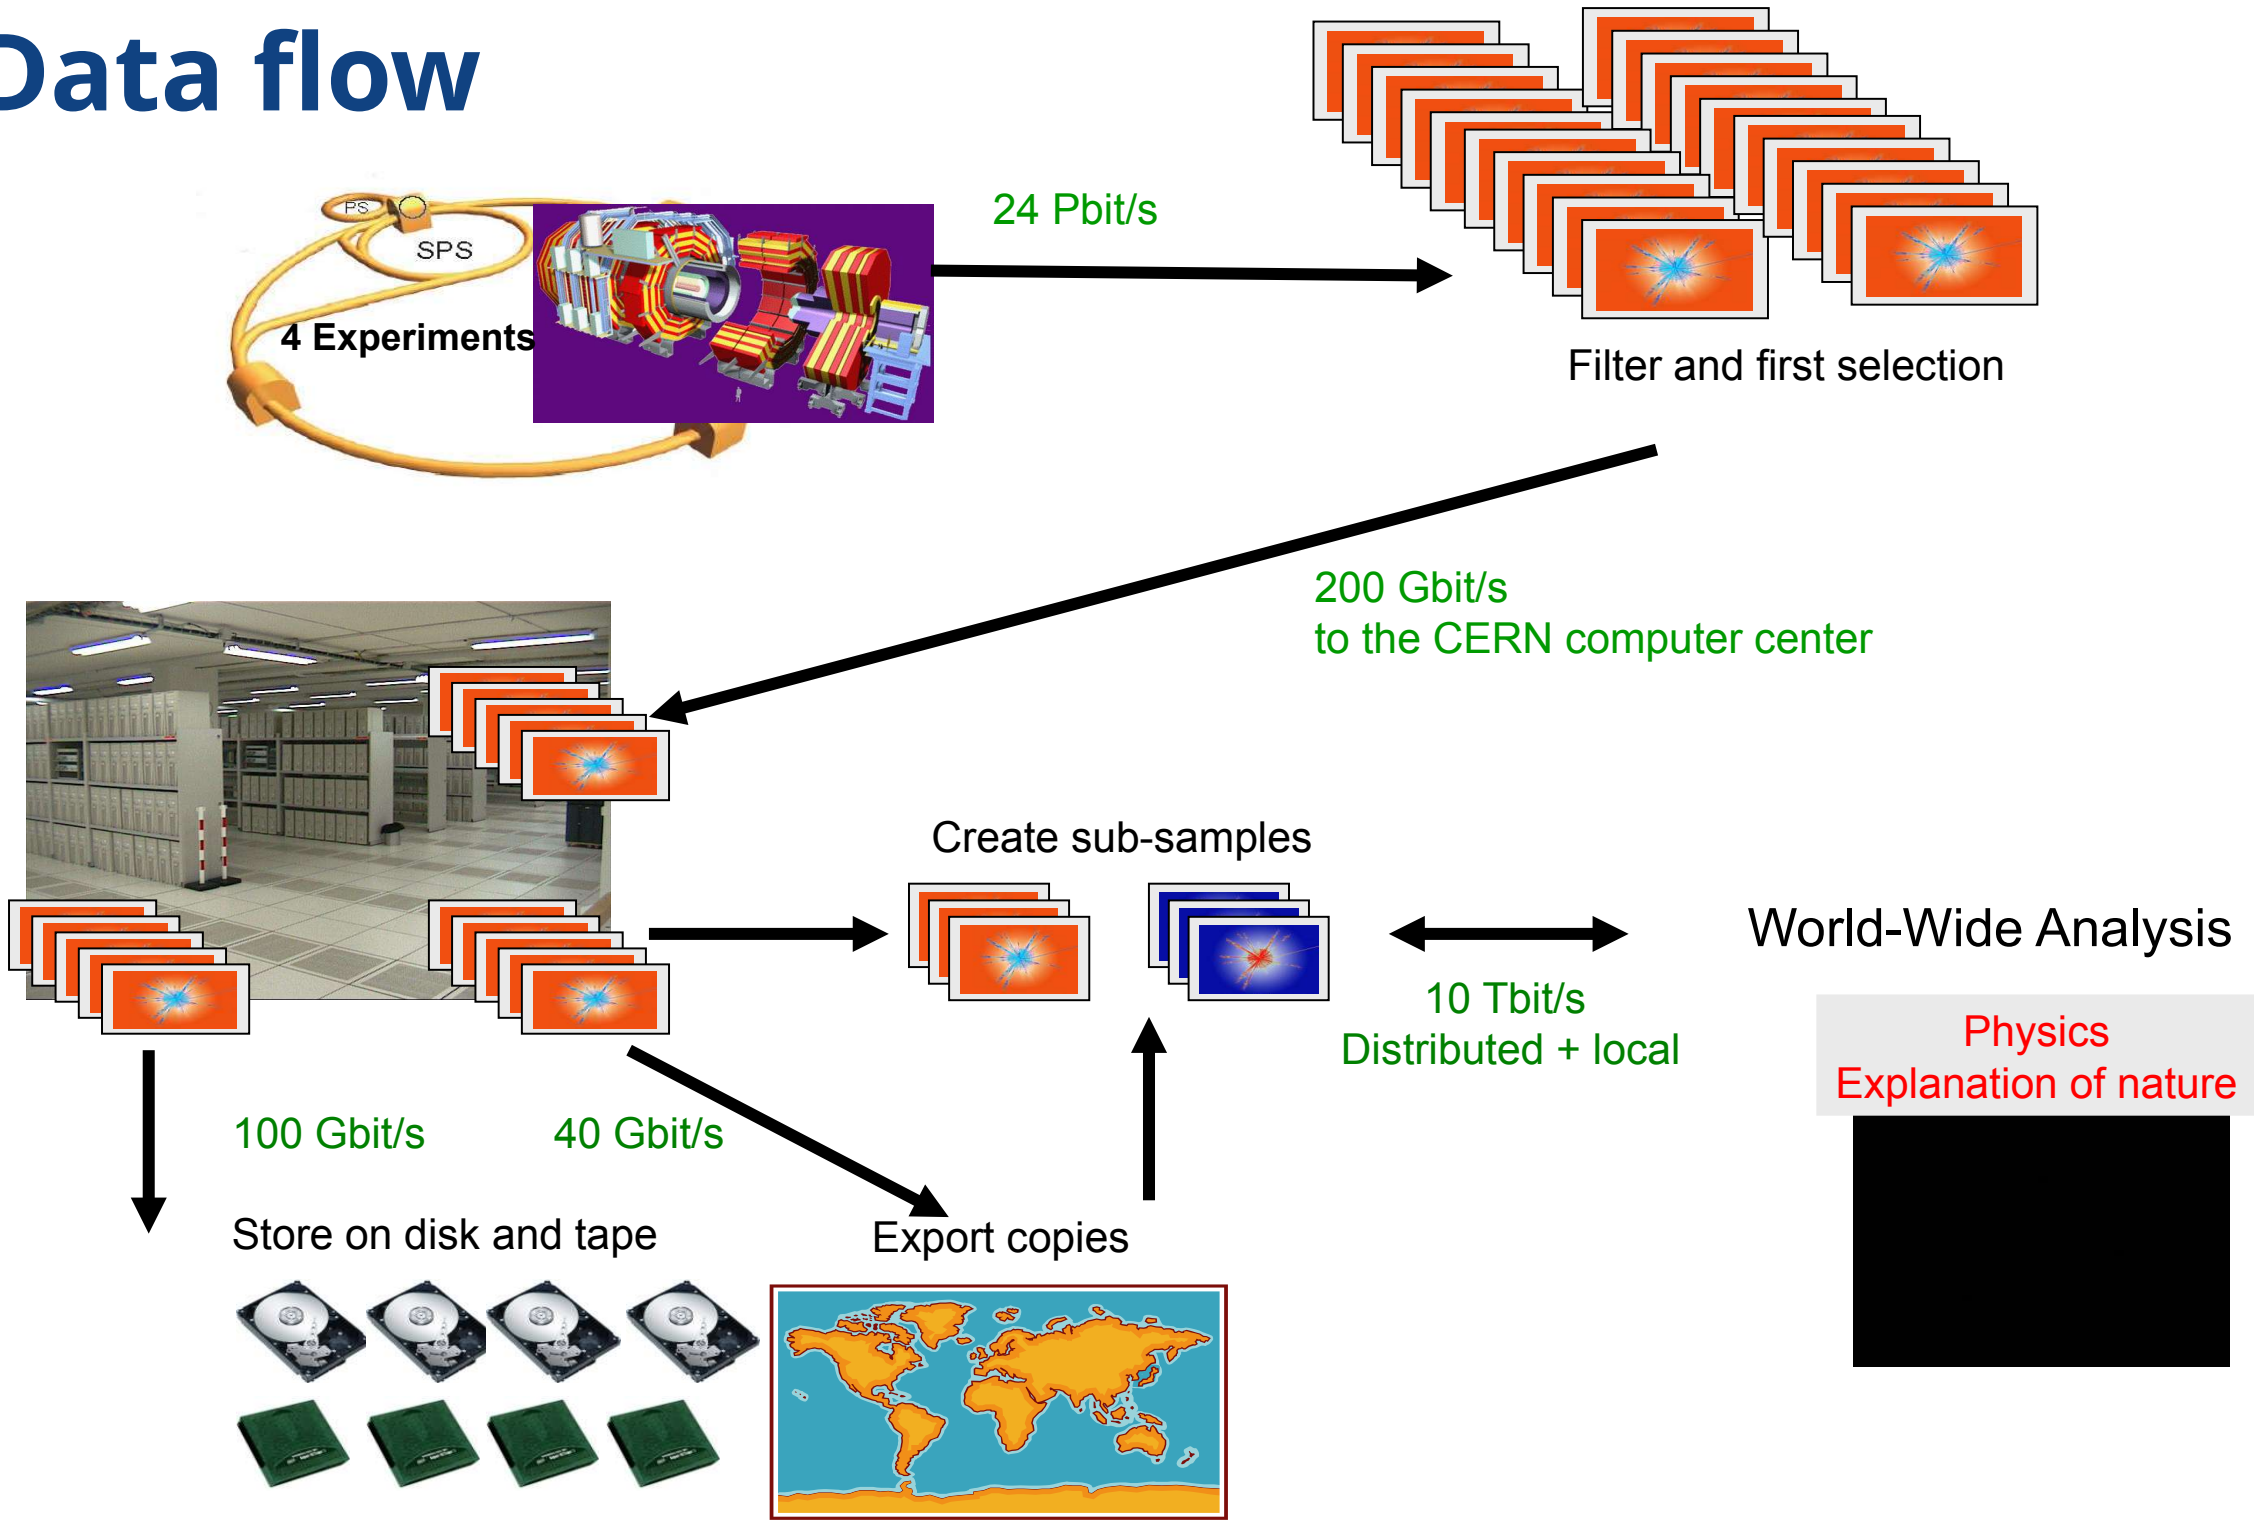 Data flow
PS
SPS
4 Experiments
24 Pbit/s
Filter and first selection
200 Gbit/s
to the CERN computer center
Create sub-samples
World-Wide Analysis
10 Tbit/s
Distributed + local
Physics
Explanation of nature
100 Gbit/s
40 Gbit/s
Store on disk and tape
Export copies